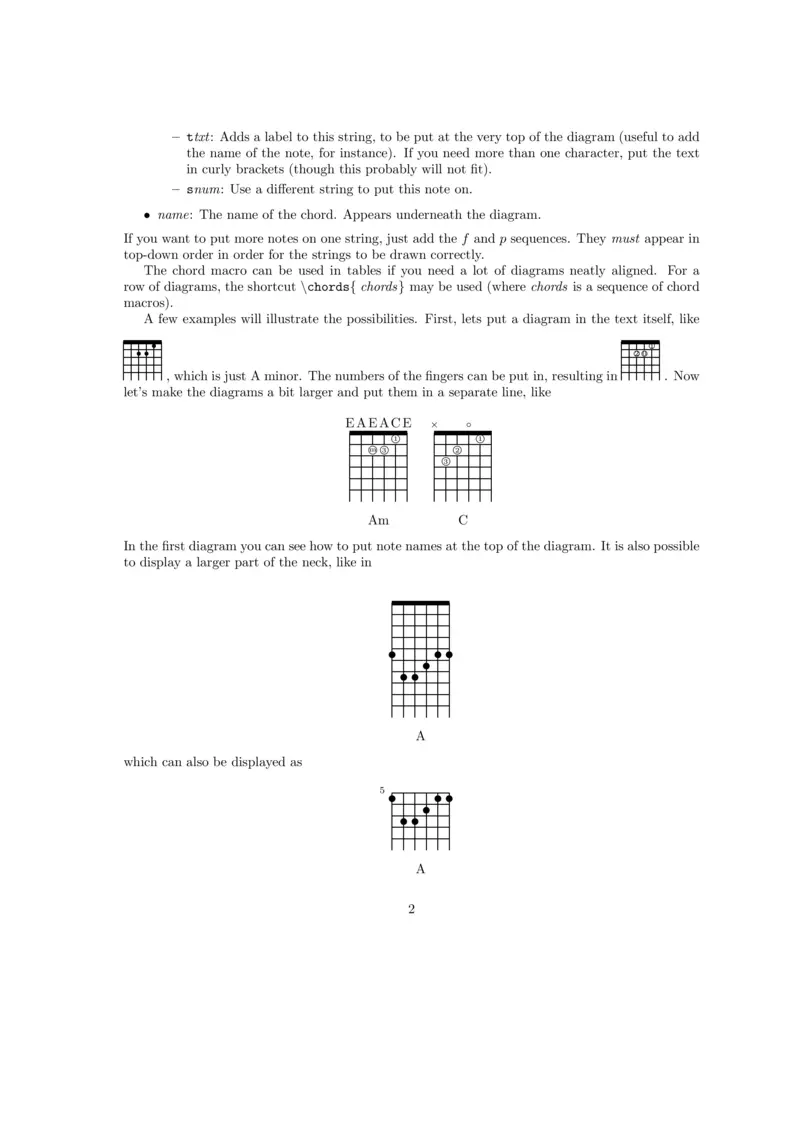 – ttxt: Adds a label to this string, to be put at the very top of the diagram (useful to add
the name of the note, for instance). If you need more than one character, put the text
in curly brackets (though this probably will not fit).
– snum: Use a different string to put this note on.
• name: The name of the chord. Appears underneath the diagram.
If you want to put more notes on one string, just add the f and p sequences. They must appear in
top-down order in order for the strings to be drawn correctly.
The chord macro can be used in tables if you need a lot of diagrams neatly aligned. For a
row of diagrams, the shortcut \chords{ chords} may be used (where chords is a sequence of chord
macros).
A few examples will illustrate the possibilities. First, lets put a diagram in the text itself, like
, which is just A minor. The numbers of the fingers can be put in, resulting in . Now
let's make the diagrams a bit larger and put them in a separate line, like
E A E A C E × ∘
1 1
3 2
3
Am C
In the first diagram you can see how to put note names at the top of the diagram. It is also possible
to display a larger part of the neck, like in
A
which can also be displayed as
5
A
2